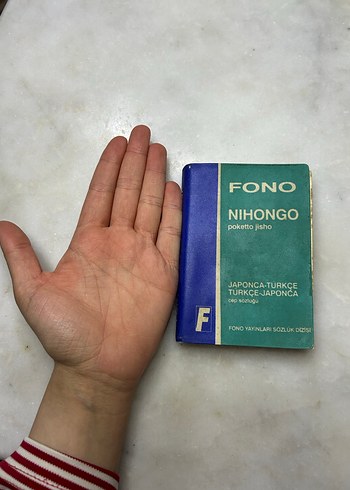 FONO
NIHONGO
poketto jisho
JAPONCA-TÜRKÇE
TÜRKÇE-JAPONCA
cep sözlüğü
F
FONO YAYINLARI SÖZLÜK DİZİSİ